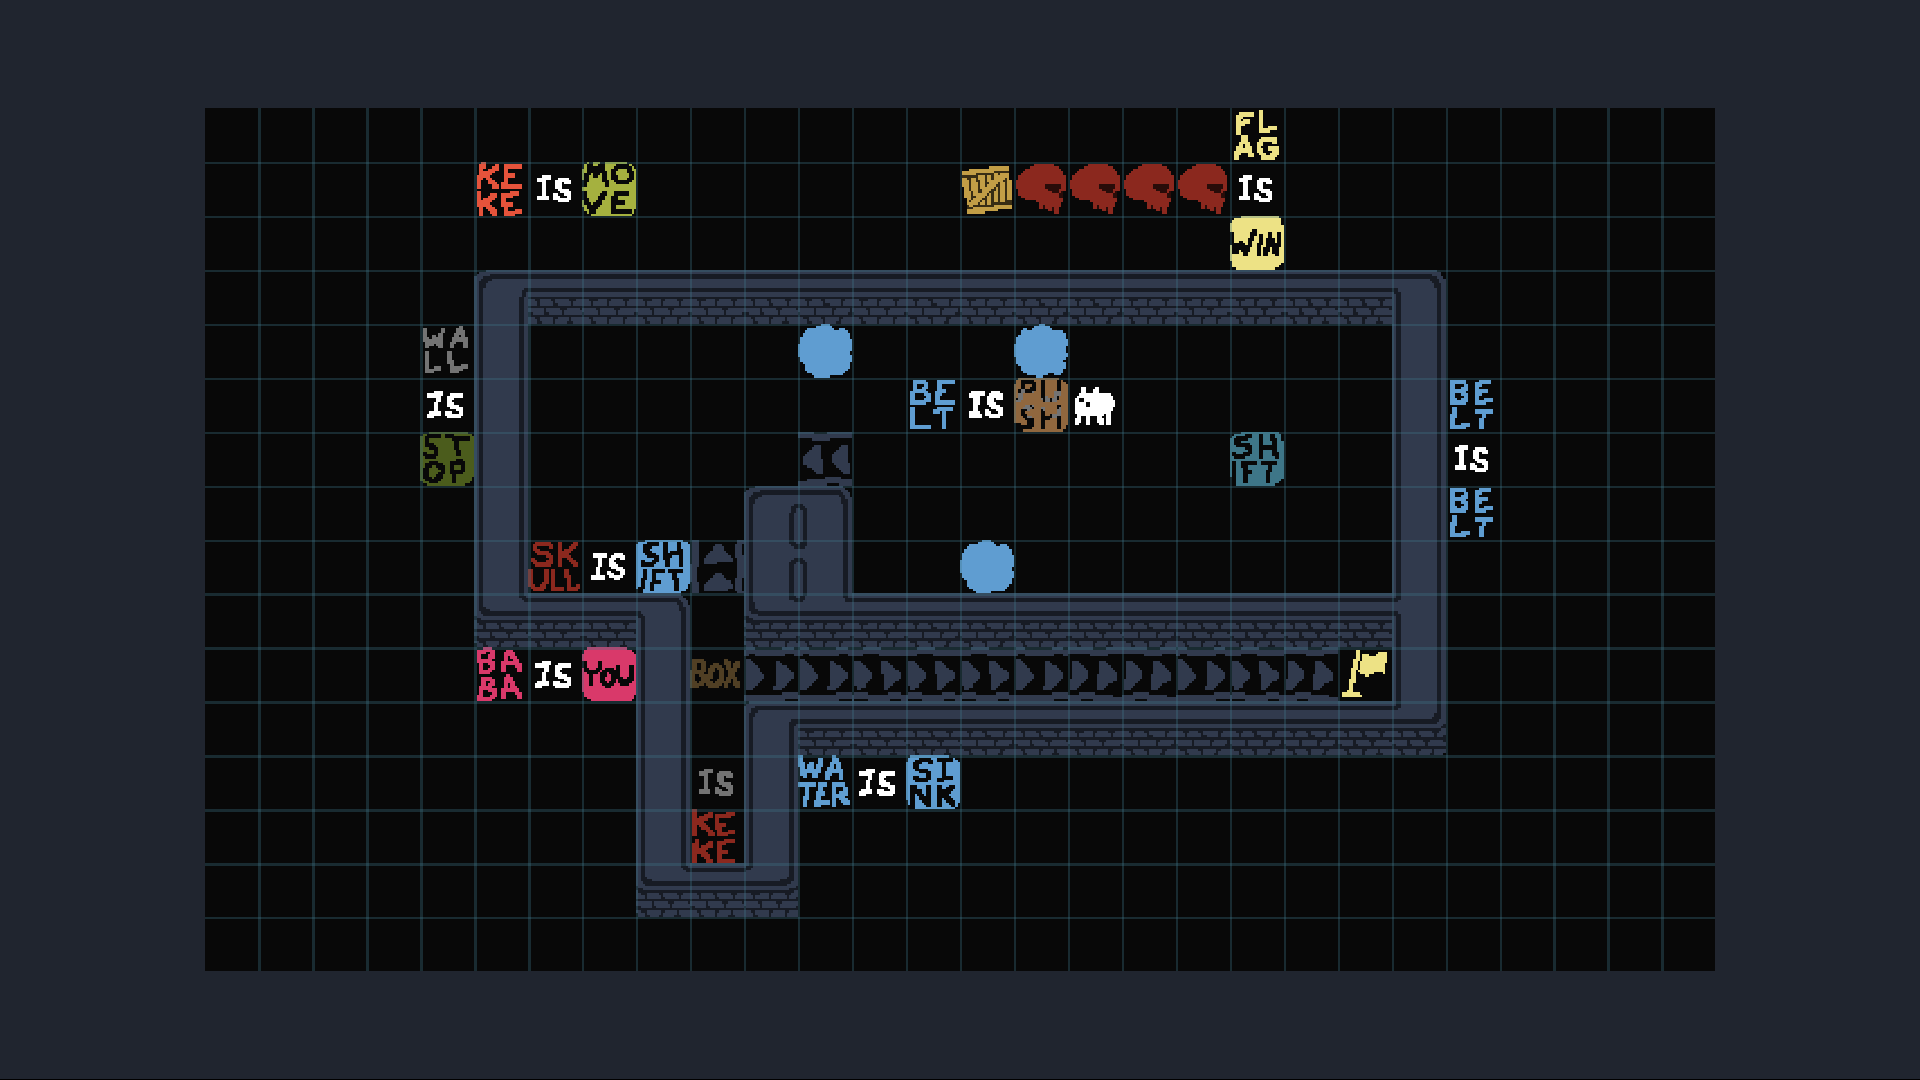 FLAG
KEKE IS MOVE
IS
WIN
WALL
IS
STOP
BELT IS PUSH
BELT
IS
BELT
SHIFT
SKULL IS SHIFT
BABA IS YOU
BOX
IS
KEKE
WATER IS SINK